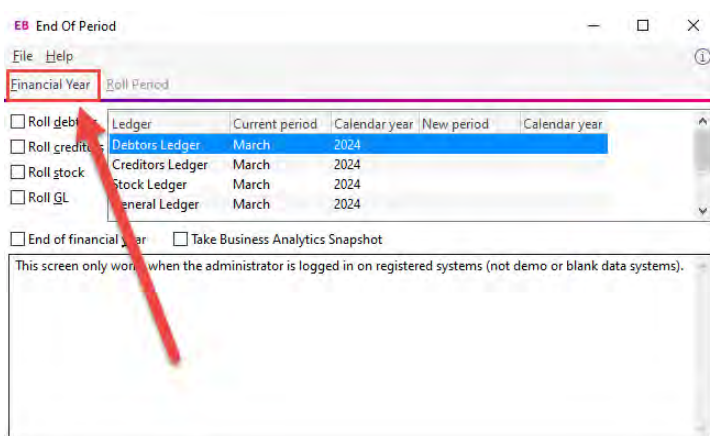 EB End Of Period
File Help
Financial Year Roll Period
Roll debtors Ledger Current period Calendar year New period Calendar year
Roll creditors Debtors Ledger March 2024
Creditors Ledger March 2024
Roll stock Stock Ledger March 2024
Roll GL General Ledger March 2024
End of financial year Take Business Analytics Snapshot
This screen only works when the administrator is logged in on registered systems (not demo or blank data systems).